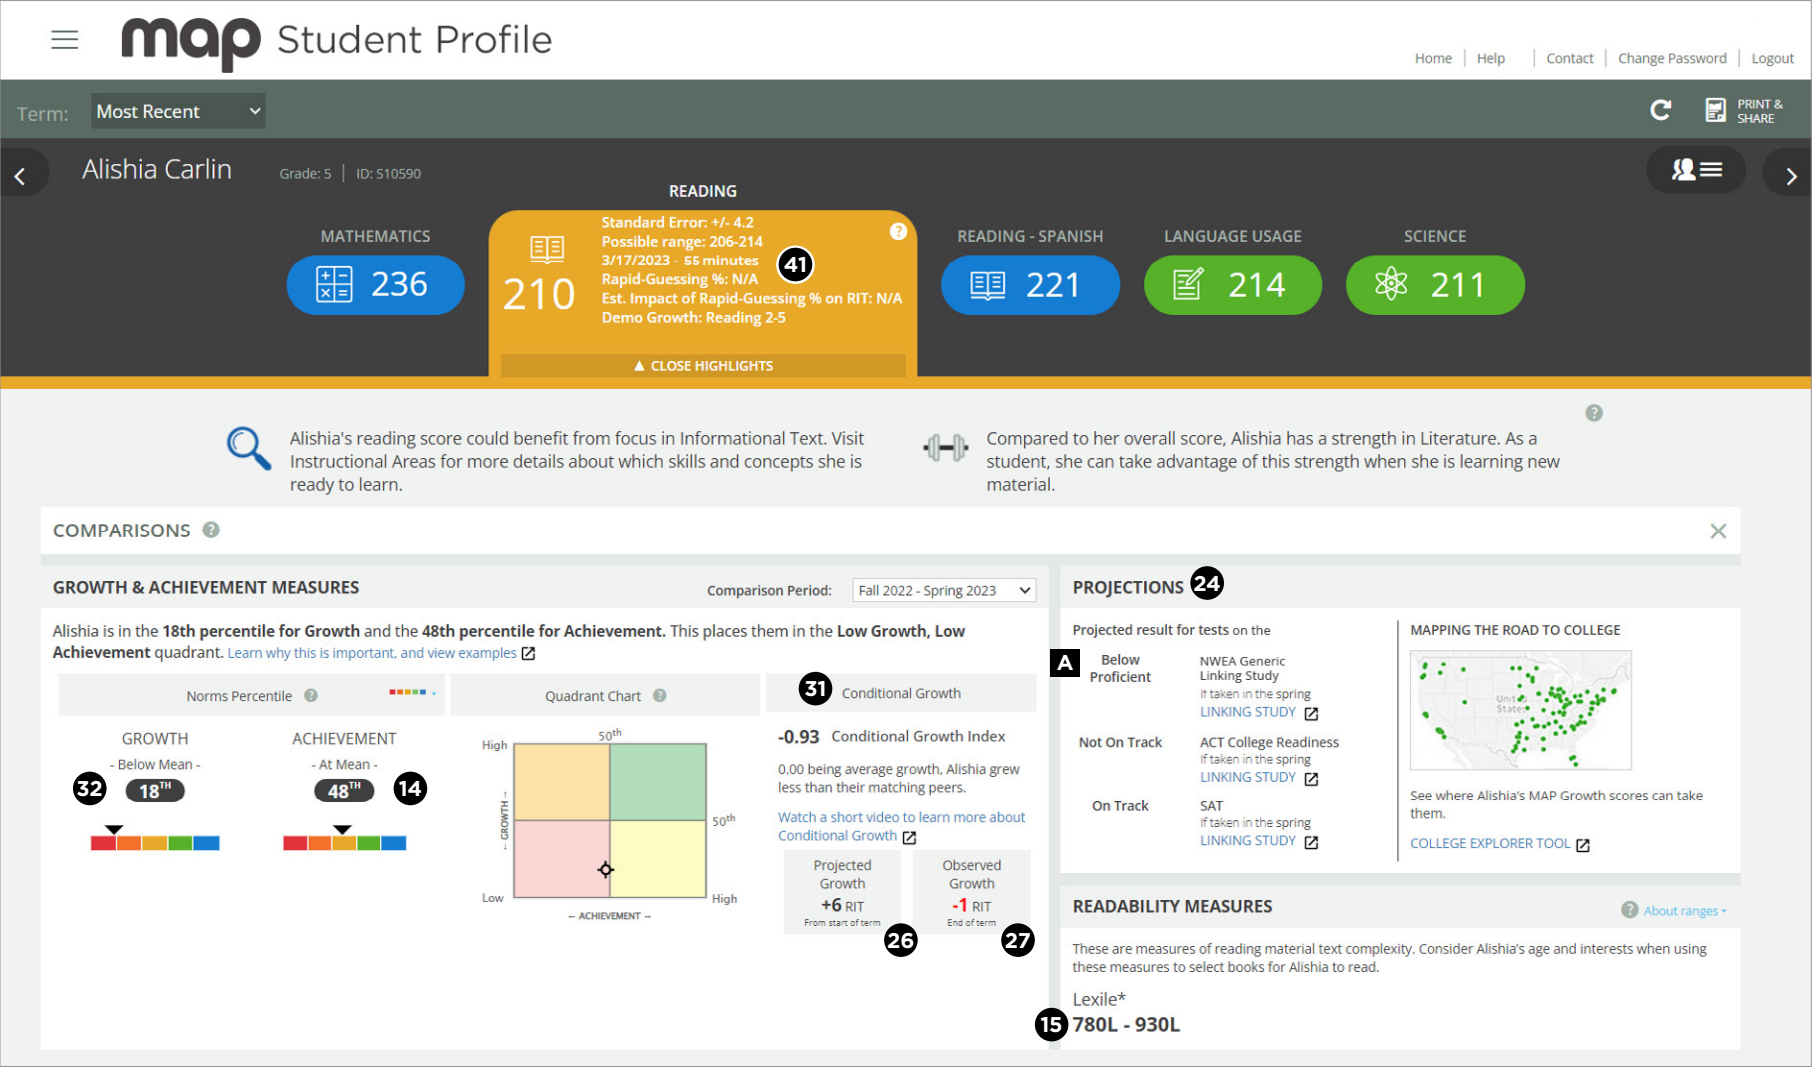 map Student Profile
Home | Help | Contact | Change Password | Logout
Term: Most Recent
PRINT &
SHARE
Alishia Carlin
Grade: 5 | ID: S10590
MATHEMATICS
236
READING
210
Standard Error: +/- 4.2
Possible range: 206-214
3/17/2023 - 55 minutes
41
Rapid-Guessing %: N/A
Est. Impact of Rapid-Guessing % on RIT: N/A
Demo Growth: Reading 2-5
?
▲ CLOSE HIGHLIGHTS
READING - SPANISH
221
LANGUAGE USAGE
214
SCIENCE
211
?
Alishia's reading score could benefit from focus in Informational Text. Visit
Instructional Areas for more details about which skills and concepts she is
ready to learn.
Compared to her overall score, Alishia has a strength in Literature. As a
student, she can take advantage of this strength when she is learning new
material.
COMPARISONS ?
GROWTH & ACHIEVEMENT MEASURES
Comparison Period: Fall 2022 - Spring 2023
Alishia is in the 18th percentile for Growth and the 48th percentile for Achievement. This places them in the Low Growth, Low
Achievement quadrant. Learn why this is important, and view examples
Norms Percentile ?
GROWTH
- Below Mean -
32
18TH
ACHIEVEMENT
- At Mean -
48TH
14
Quadrant Chart ?
50th
High
50th
← GROWTH →
Low
High
← ACHIEVEMENT →
31 Conditional Growth
-0.93 Conditional Growth Index
0.00 being average growth, Alishia grew
less than their matching peers.
Watch a short video to learn more about
Conditional Growth
Projected
Growth
+6 RIT
From start of term
26
Observed
Growth
-1 RIT
End of term
27
PROJECTIONS 24
Projected result for tests on the
A
Below
Proficient
NWEA Generic
Linking Study
If taken in the spring
LINKING STUDY
Not On Track
ACT College Readiness
If taken in the spring
LINKING STUDY
On Track
SAT
If taken in the spring
LINKING STUDY
MAPPING THE ROAD TO COLLEGE
United
States
See where Alishia's MAP Growth scores can take
them.
COLLEGE EXPLORER TOOL
READABILITY MEASURES
? About ranges
These are measures of reading material text complexity. Consider Alishia's age and interests when using
these measures to select books for Alishia to read.
Lexile*
15 780L - 930L